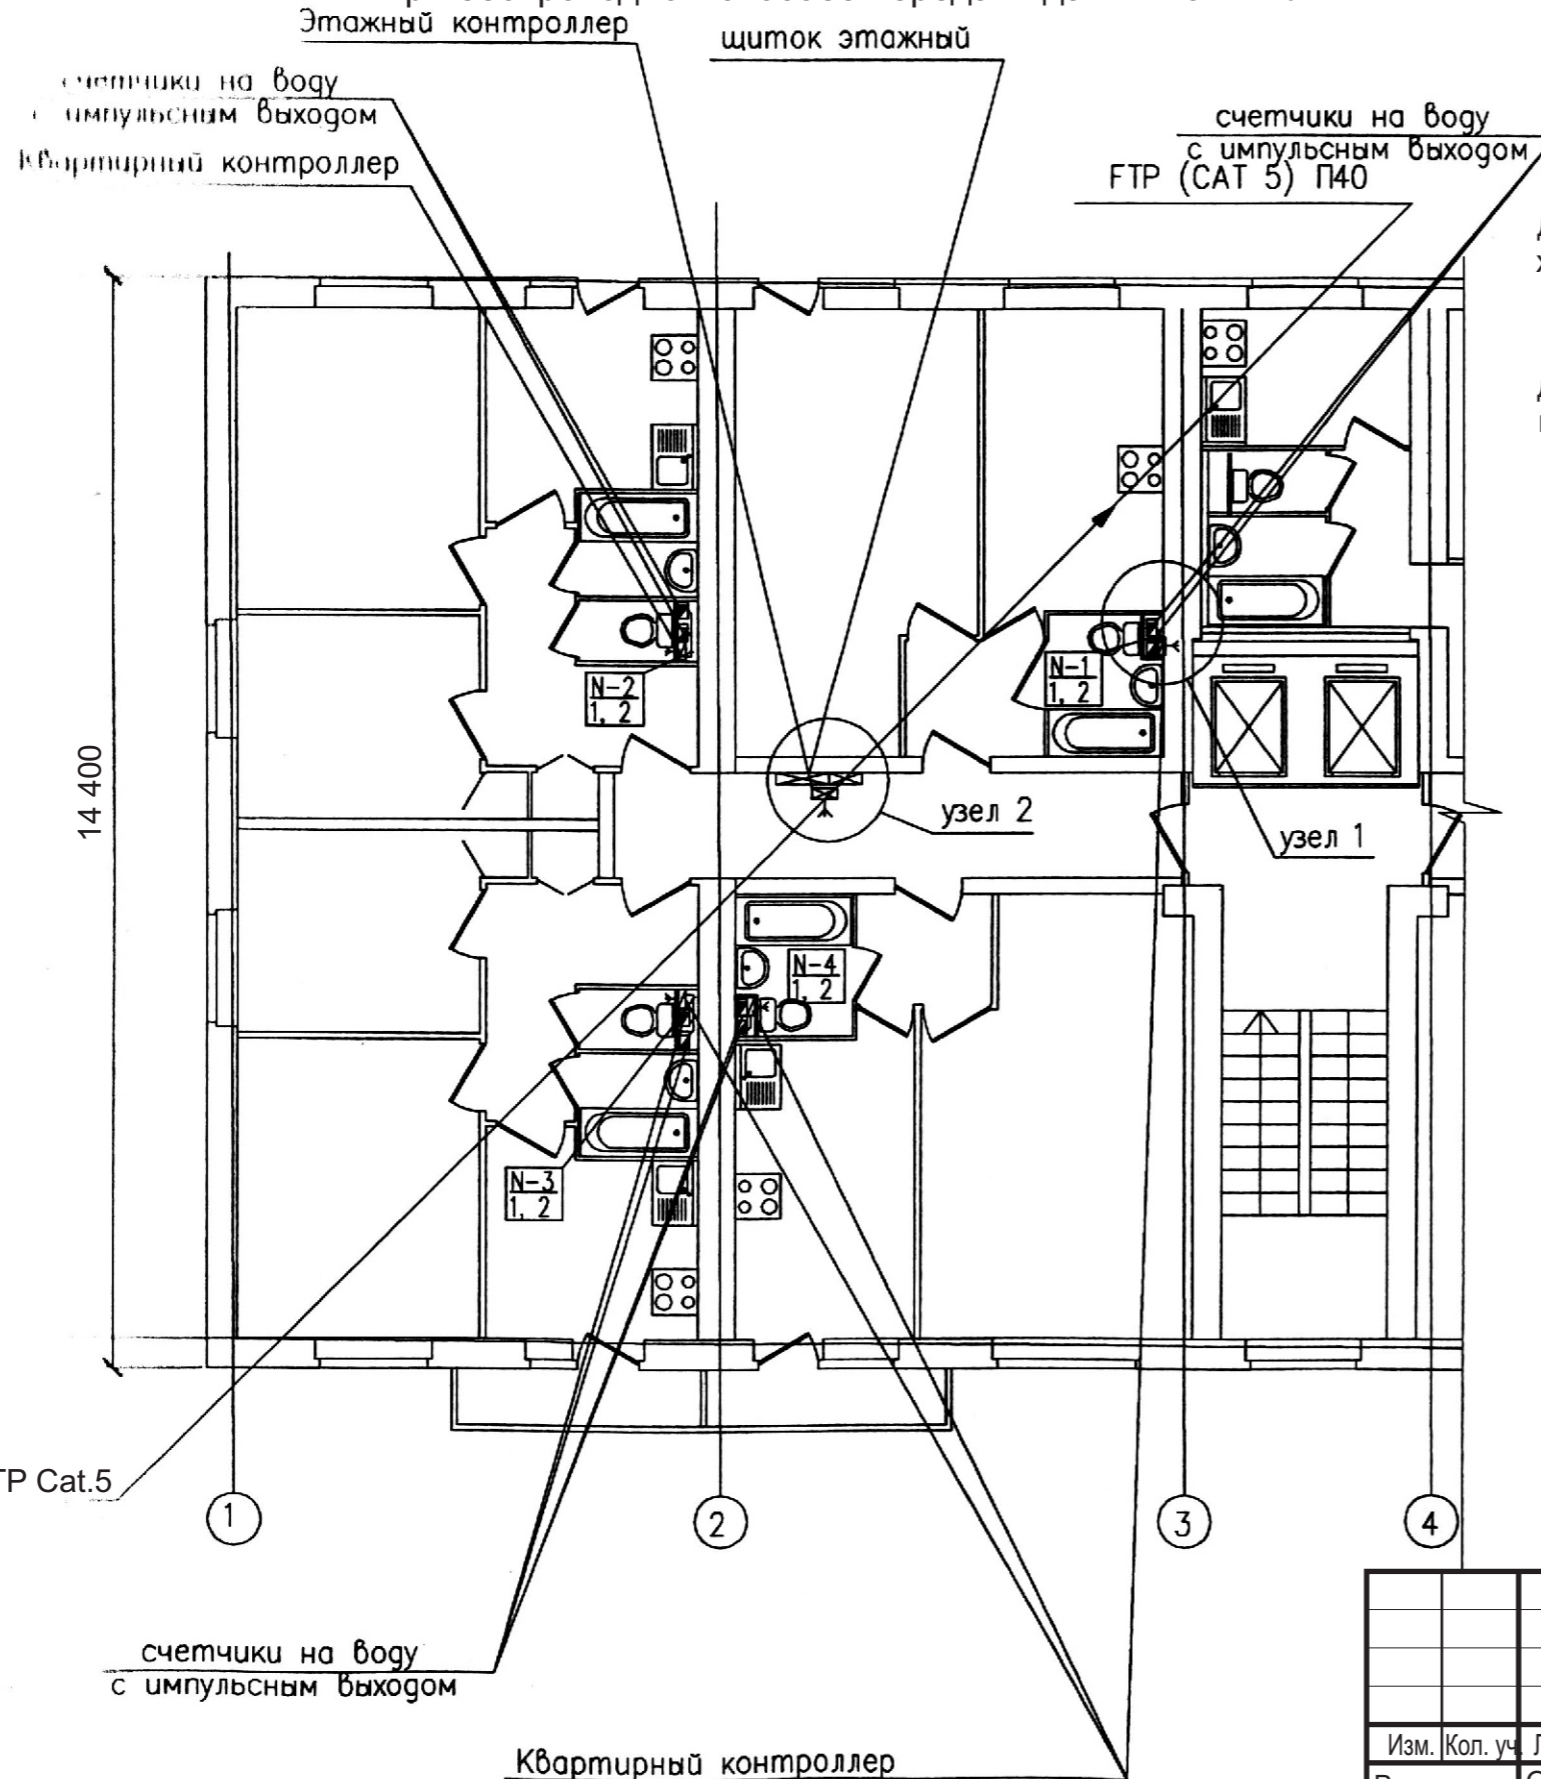 Этажный контроллер
щиток этажный
счетчики на воду
с импульсным выходом
Квартирный контроллер
счетчики на воду
с импульсным выходом
FTP (CAT 5) П40
14 400
N-2
1, 2
N-1
1, 2
узел 2
узел 1
N-4
1, 2
N-3
1, 2
TP Cat.5
1
2
3
4
счетчики на воду
с импульсным выходом
Квартирный контроллер
Изм. Кол. уч